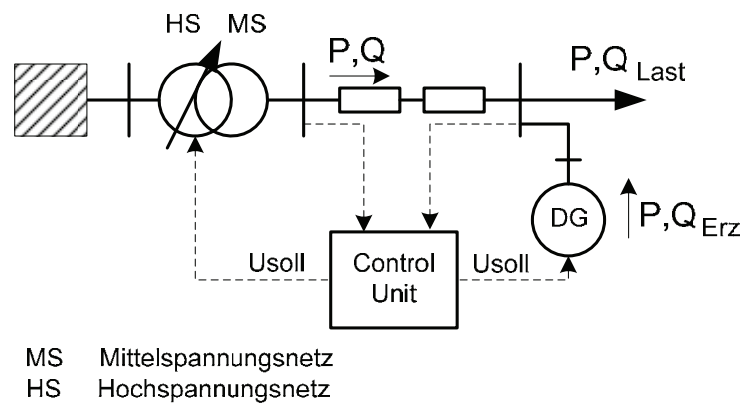 HS MS
P,Q
P,Q Last
DG
P,Q Erz
Usoll
Control
Unit
Usoll
MS Mittelspannungsnetz
HS Hochspannungsnetz